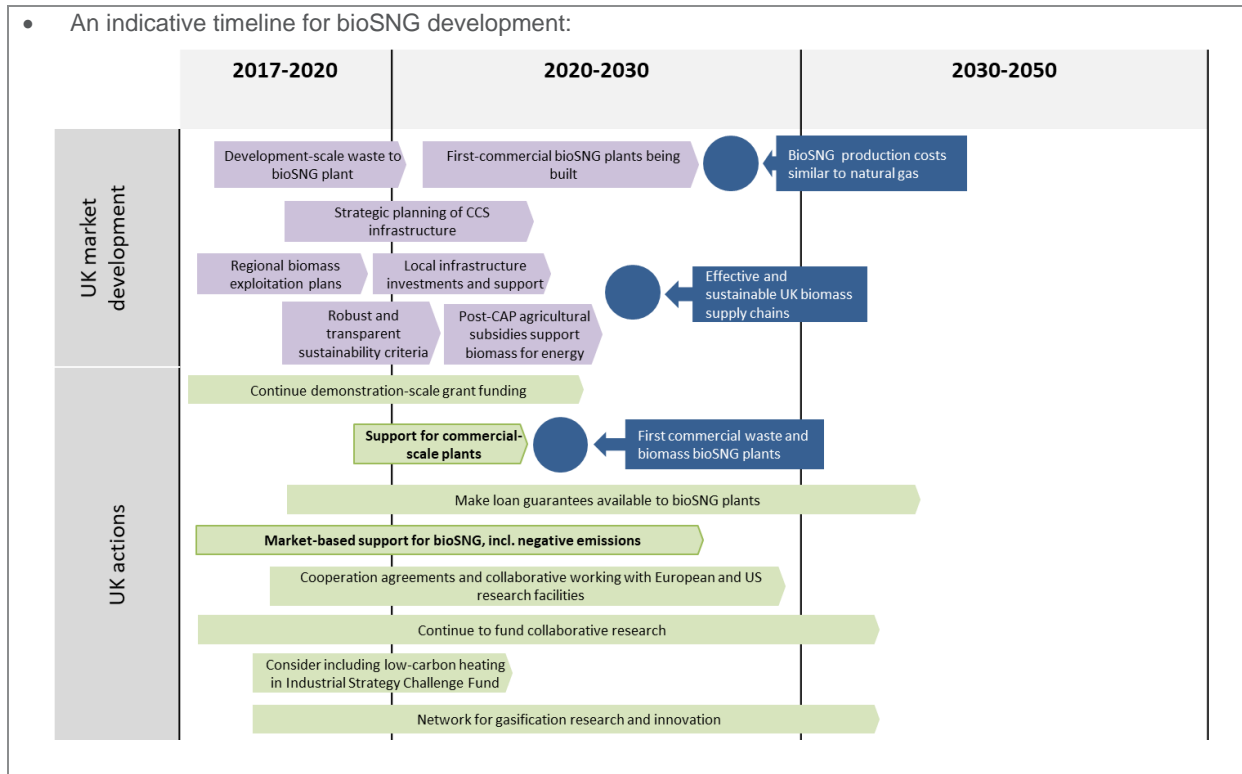 • An indicative timeline for bioSNG development:
2017-2020
2020-2030
2030-2050
UK market
development
Development-scale waste to
bioSNG plant
First-commercial bioSNG plants being
built
BioSNG production costs
similar to natural gas
Strategic planning of CCS
infrastructure
Regional biomass
exploitation plans
Local infrastructure
investments and support
Effective and
sustainable UK biomass
supply chains
Robust and
transparent
sustainability criteria
Post-CAP agricultural
subsidies support
biomass for energy
UK actions
Continue demonstration-scale grant funding
Support for commercial-
scale plants
First commercial waste and
biomass bioSNG plants
Make loan guarantees available to bioSNG plants
Market-based support for bioSNG, incl. negative emissions
Cooperation agreements and collaborative working with European and US
research facilities
Continue to fund collaborative research
Consider including low-carbon heating
in Industrial Strategy Challenge Fund
Network for gasification research and innovation